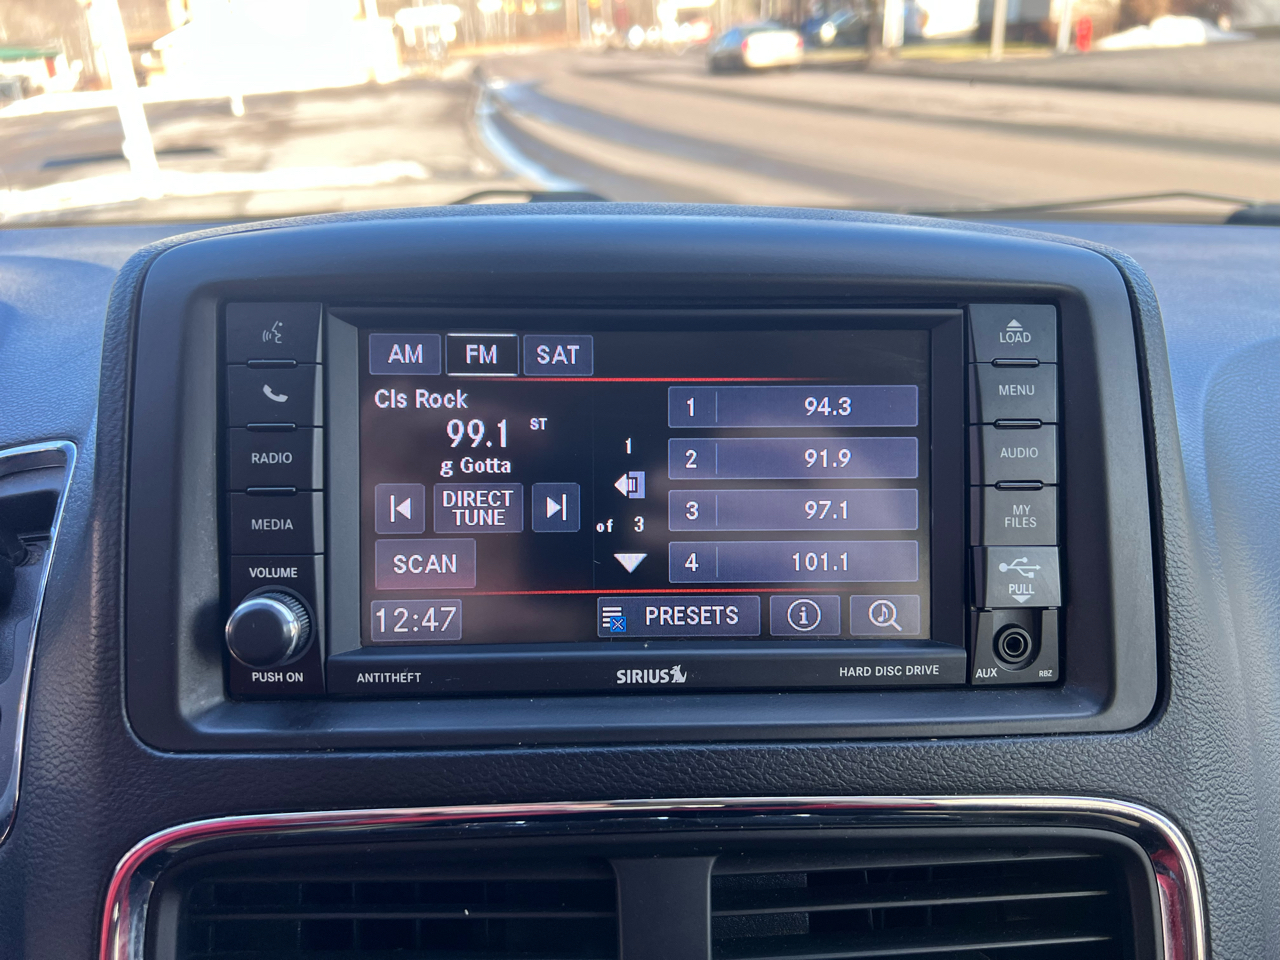 AM FM SAT
Cls Rock
99.1 ST
g Gotta
DIRECT
TUNE
SCAN
12:47
1
of 3
1 94.3
2 91.9
3 97.1
4 101.1
PRESETS
i
RADIO
MEDIA
VOLUME
PUSH ON
ANTITHEFT
SIRIUS
HARD DISC DRIVE
LOAD
MENU
AUDIO
MY
FILES
PULL
AUX
RBZ